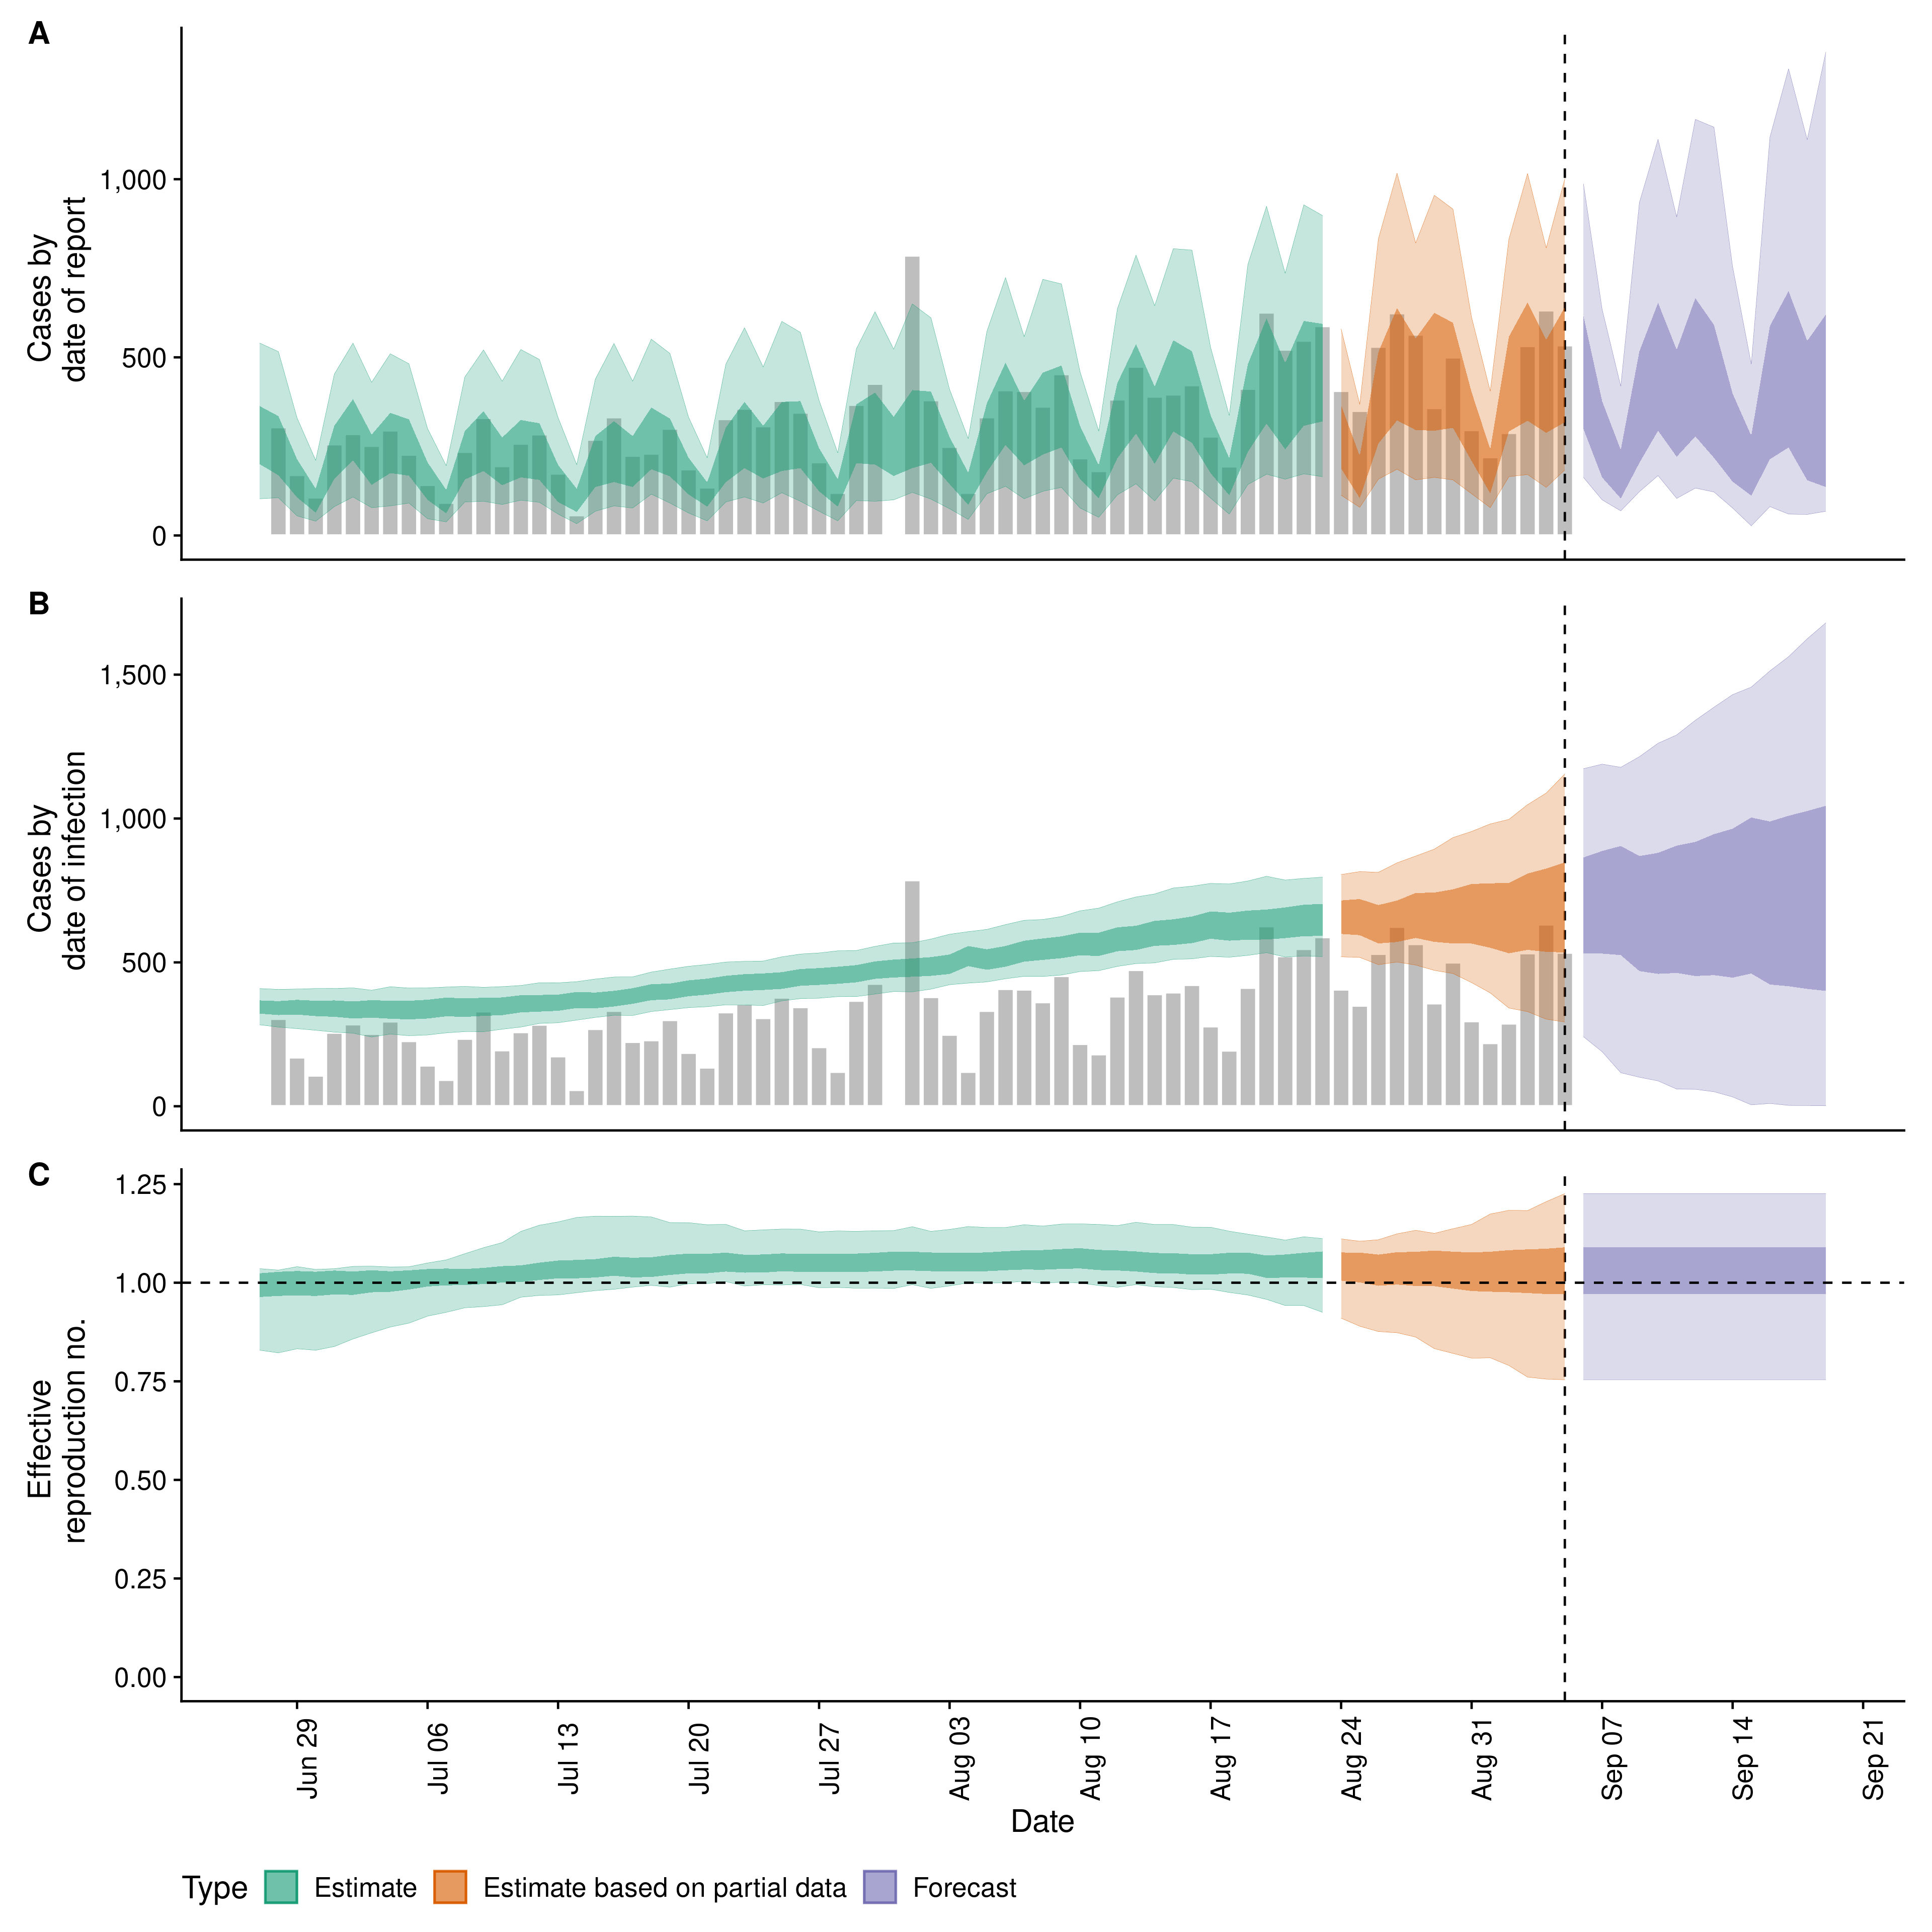 A
Cases by
date of report
1,000
500
0
B
Cases by
date of infection
1,500
1,000
500
0
C
Effective
reproduction no.
1.25
1.00
0.75
0.50
0.25
0.00
Jun 29
Jul 06
Jul 13
Jul 20
Jul 27
Aug 03
Aug 10
Aug 17
Aug 24
Aug 31
Sep 07
Sep 14
Sep 21
Date
Type Estimate Estimate based on partial data Forecast